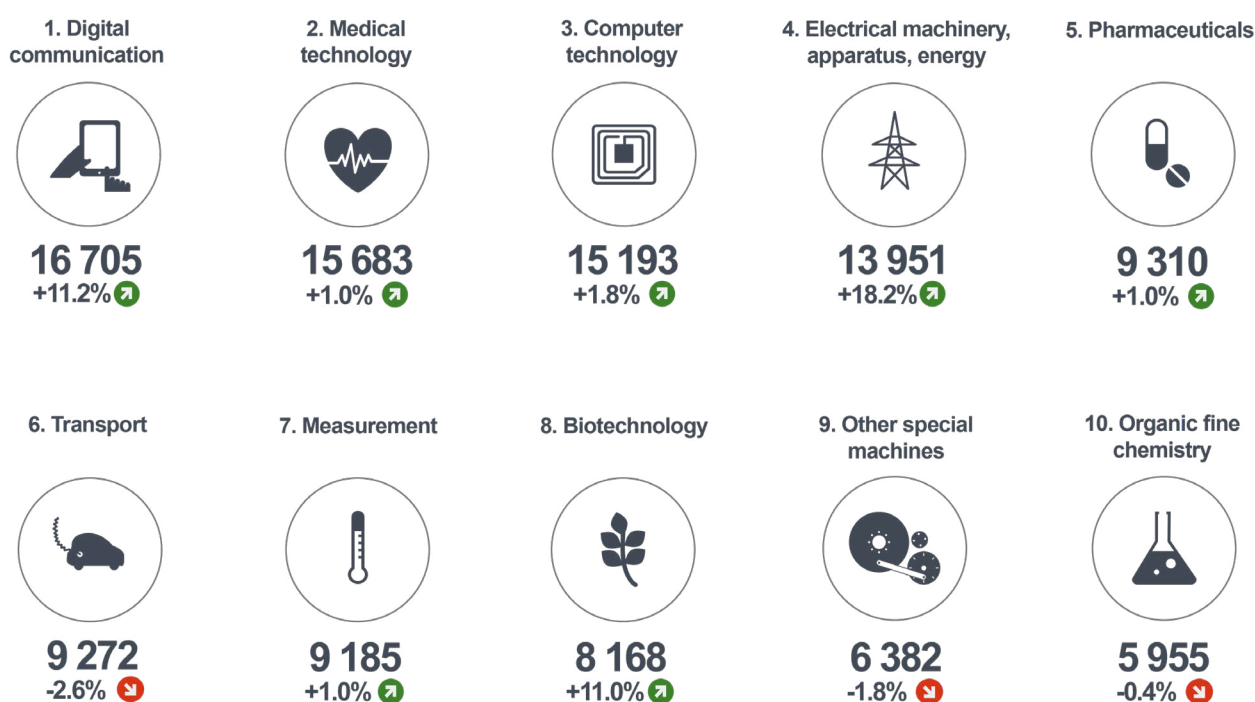 1. Digital
communication
16 705
+11.2%
2. Medical
technology
15 683
+1.0%
3. Computer
technology
15 193
+1.8%
4. Electrical machinery,
apparatus, energy
13 951
+18.2%
5. Pharmaceuticals
9 310
+1.0%
6. Transport
9 272
-2.6%
7. Measurement
9 185
+1.0%
8. Biotechnology
8 168
+11.0%
9. Other special
machines
6 382
-1.8%
10. Organic fine
chemistry
5 955
-0.4%